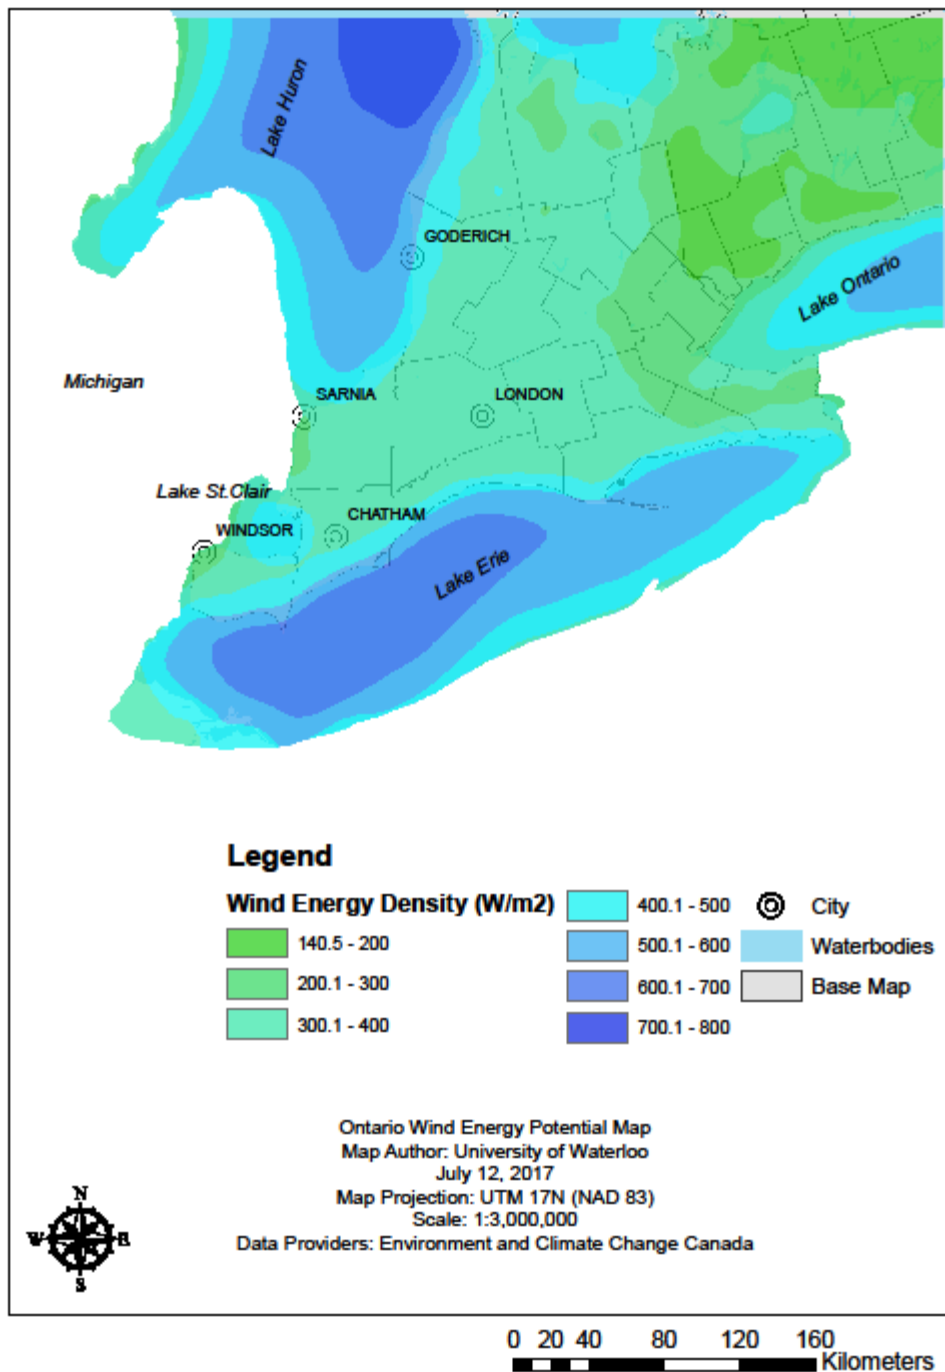 Lake Huron
GODERICH
Lake Ontario
Michigan
SARNIA
LONDON
Lake St.Clair
WINDSOR
CHATHAM
Lake Erie
Legend
Wind Energy Density (W/m2)
140.5 - 200
200.1 - 300
300.1 - 400
400.1 - 500
500.1 - 600
600.1 - 700
700.1 - 800
City
Waterbodies
Base Map
Ontario Wind Energy Potential Map
Map Author: University of Waterloo
July 12, 2017
Map Projection: UTM 17N (NAD 83)
Scale: 1:3,000,000
Data Providers: Environment and Climate Change Canada
N
W E
S
0 20 40 80 120 160
Kilometers